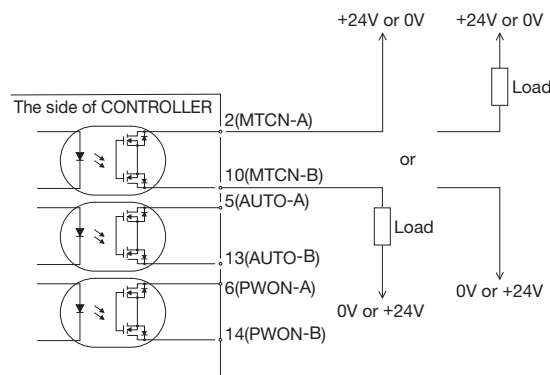 +24V or 0V
+24V or 0V
Load
The side of CONTROLLER
2(MTCN-A)
or
10(MTCN-B)
5(AUTO-A)
Load
13(AUTO-B)
6(PWON-A)
0V or +24V
0V or +24V
14(PWON-B)